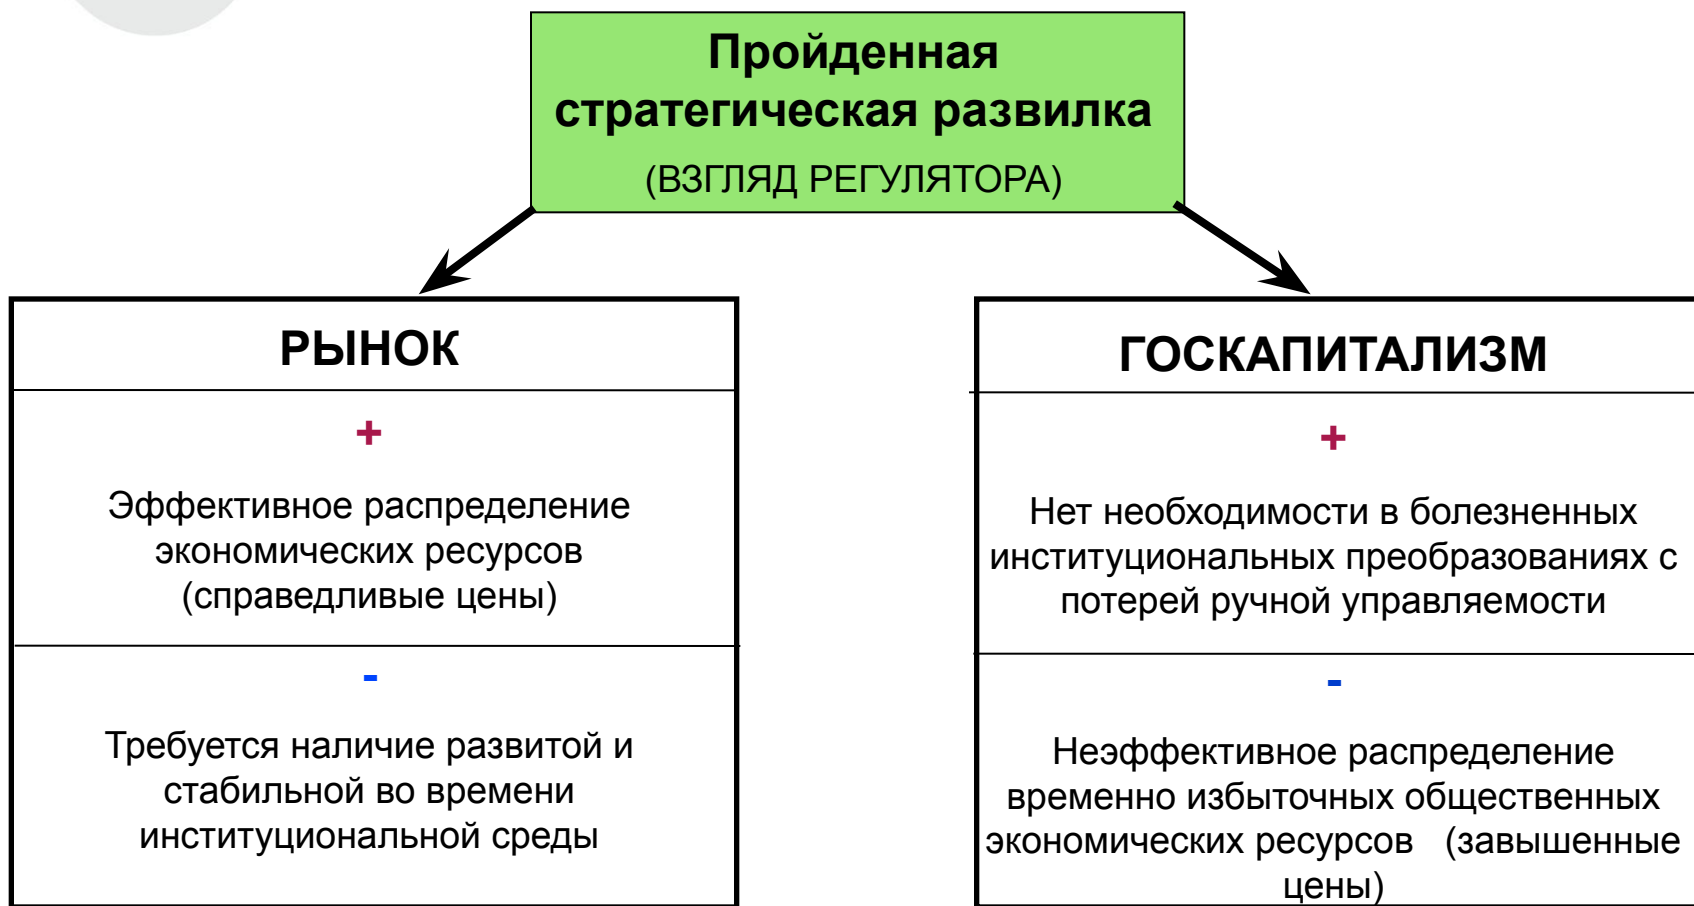 Пройденная
стратегическая развилка
(ВЗГЛЯД РЕГУЛЯТОРА)
РЫНОК
+
Эффективное распределение
экономических ресурсов
(справедливые цены)
-
Требуется наличие развитой и
стабильной во времени
институциональной среды
ГОСКАПИТАЛИЗМ
+
Нет необходимости в болезненных
институциональных преобразованиях с
потерей ручной управляемости
-
Неэффективное распределение
временно избыточных общественных
экономических ресурсов (завышенные
цены)